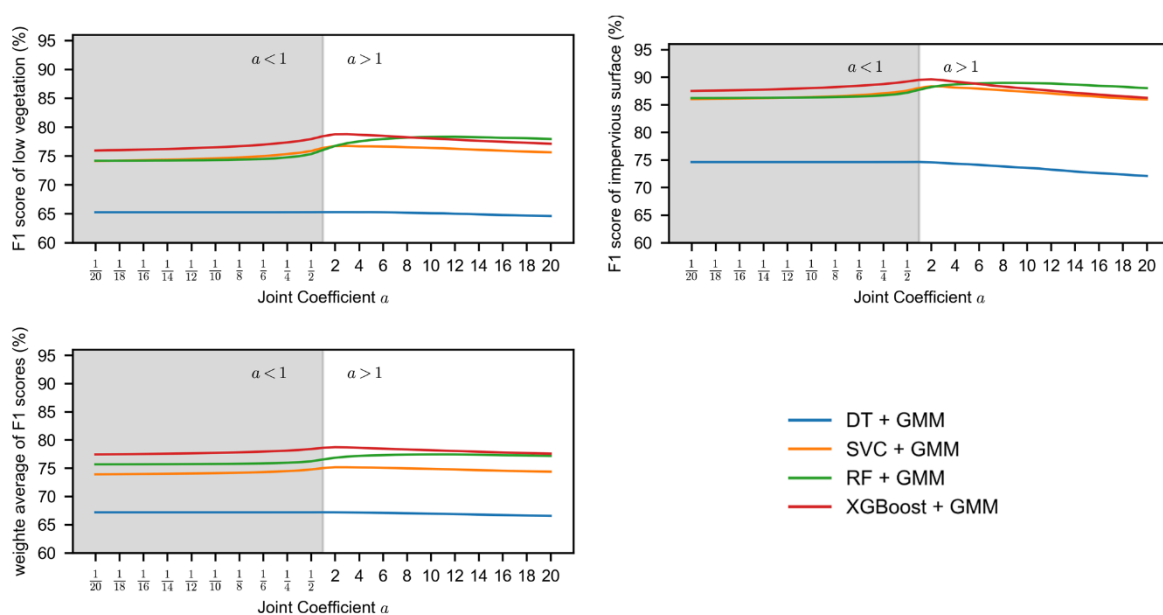 F1 score of low vegetation (%)
95
90
85
80
75
70
65
60
a < 1
a > 1
1/20 1/18 1/16 1/14 1/12 1/10 1/8 1/6 1/4 1/2 2 4 6 8 10 12 14 16 18 20
Joint Coefficient a
F1 score of impervious surface (%)
95
90
85
80
75
70
65
60
a < 1
a > 1
1/20 1/18 1/16 1/14 1/12 1/10 1/8 1/6 1/4 1/2 2 4 6 8 10 12 14 16 18 20
Joint Coefficient a
weighte average of F1 scores (%)
95
90
85
80
75
70
65
60
a < 1
a > 1
1/20 1/18 1/16 1/14 1/12 1/10 1/8 1/6 1/4 1/2 2 4 6 8 10 12 14 16 18 20
Joint Coefficient a
DT + GMM
SVC + GMM
RF + GMM
XGBoost + GMM